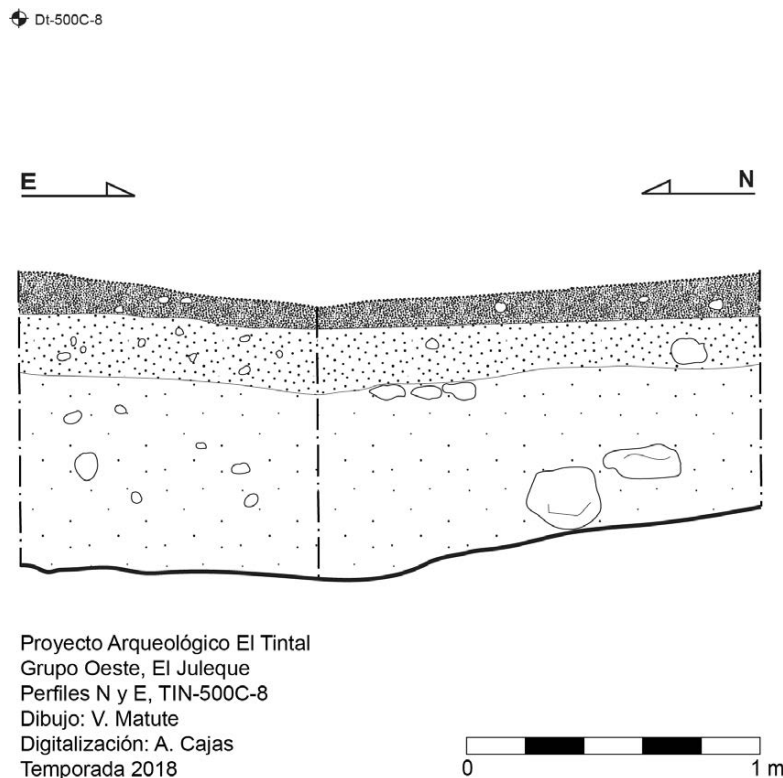 Dt-500C-8
E N
Proyecto Arqueológico El Tintal
Grupo Oeste, El Juleque
Perfiles N y E, TIN-500C-8
Dibujo: V. Matute
Digitalización: A. Cajas
Temporada 2018
0 1 m